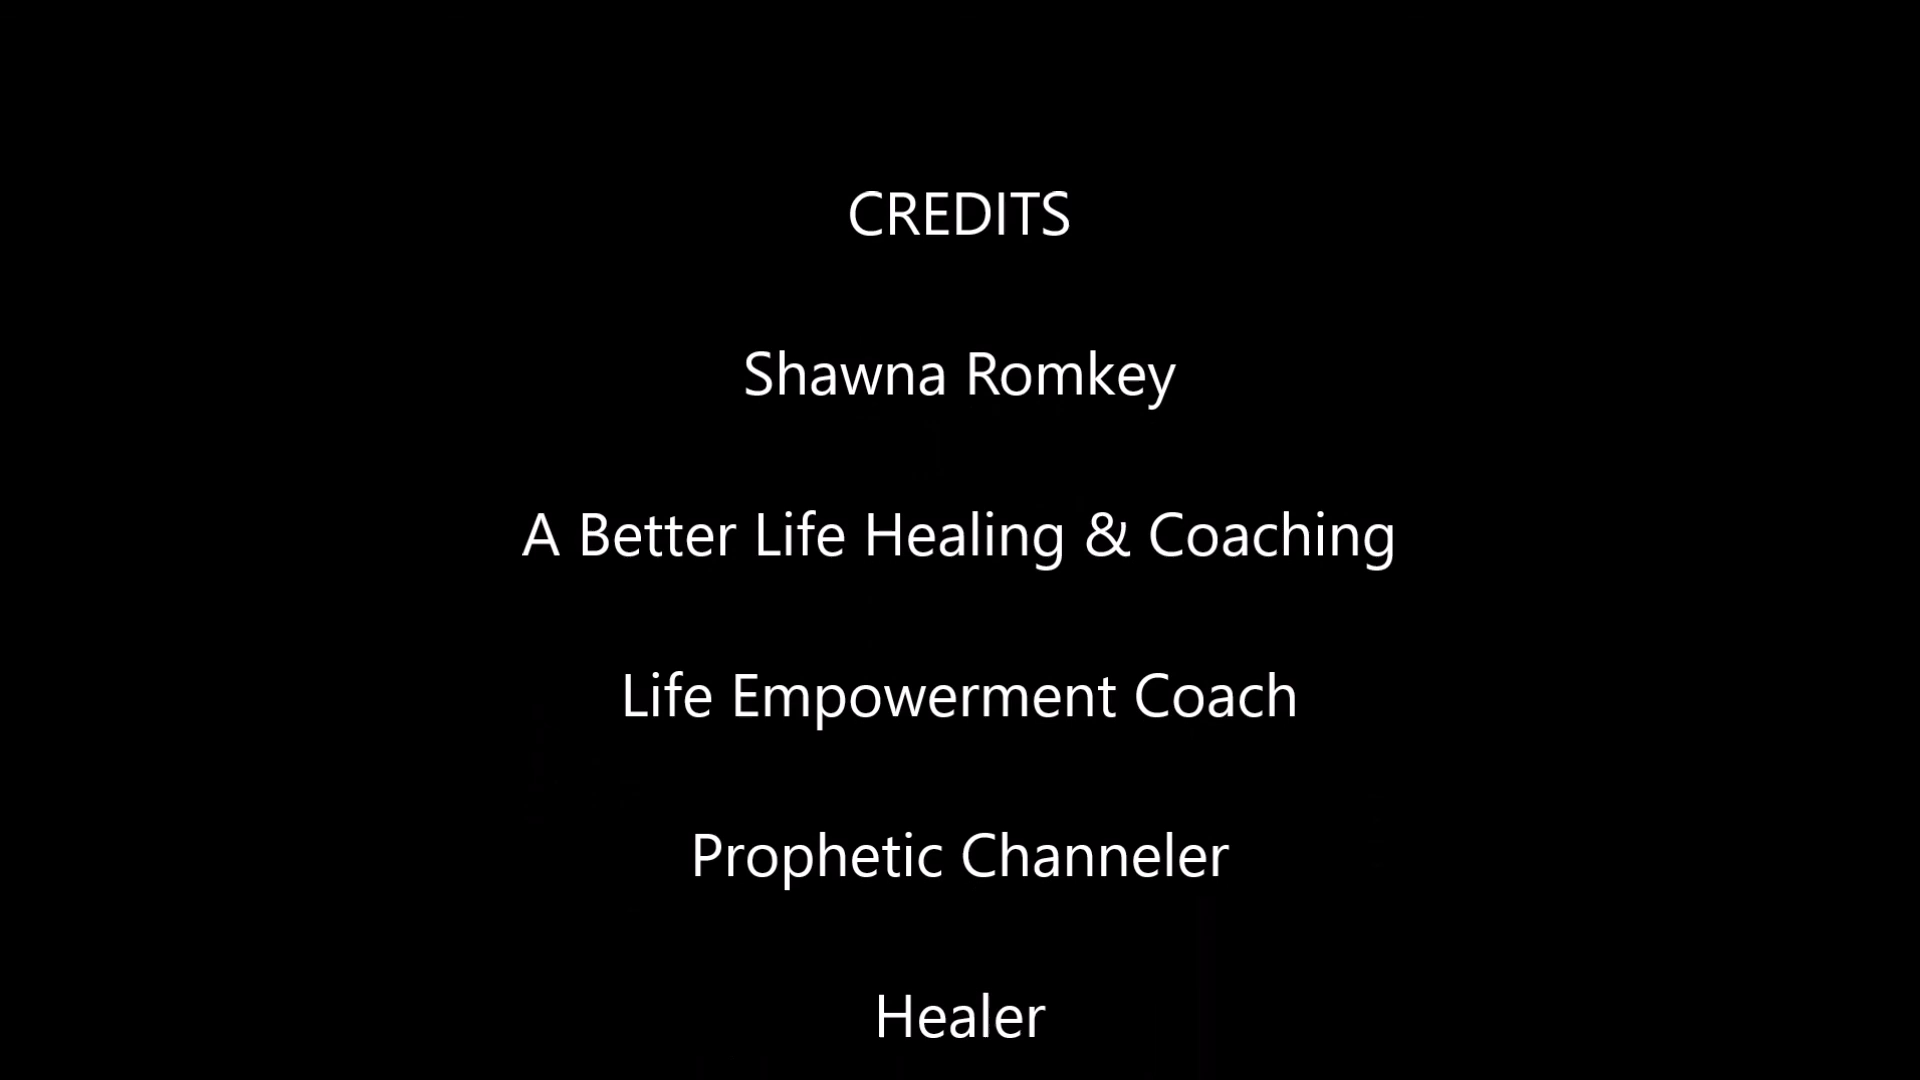 CREDITS
Shawna Romkey
A Better Life Healing & Coaching
Life Empowerment Coach
Prophetic Channeler
Healer